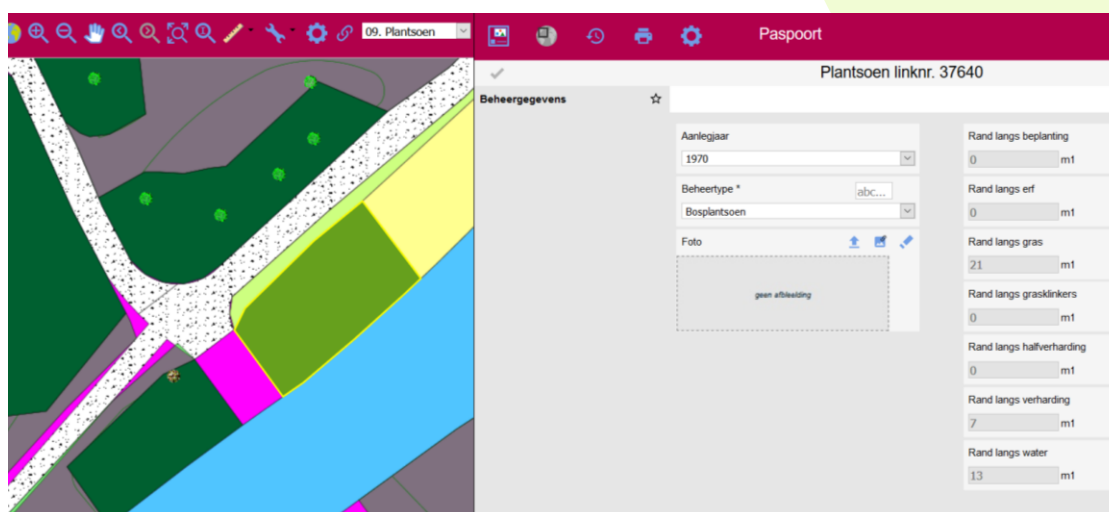 09. Plantsoen
Paspoort
Plantsoen linknr. 37640
Beheergegevens
Aanlegjaar
1970
Beheertype *
abc...
Bosplantsoen
Foto
geen afbeelding
Rand langs beplanting
0 m1
Rand langs erf
0 m1
Rand langs gras
21 m1
Rand langs grasklinkers
0 m1
Rand langs halfverharding
0 m1
Rand langs verharding
7 m1
Rand langs water
13 m1